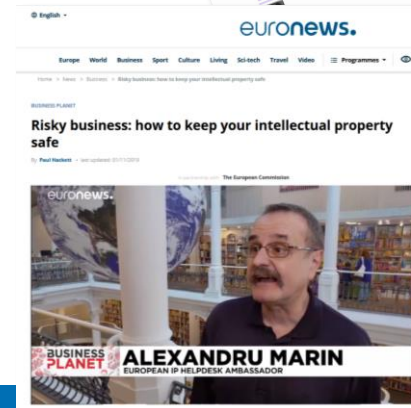 English
euronews.
Europe World Business Sport Culture Living Sci-tech Travel Video Programmes
Home > News > Business > Risky business: how to keep your intellectual property safe
BUSINESS PLANET
Risky business: how to keep your intellectual property
safe
By Paul Hackett
The European Commission
euronews.
BUSINESS
PLANET
ALEXANDRU MARIN
EUROPEAN IP HELPDESK AMBASSADOR